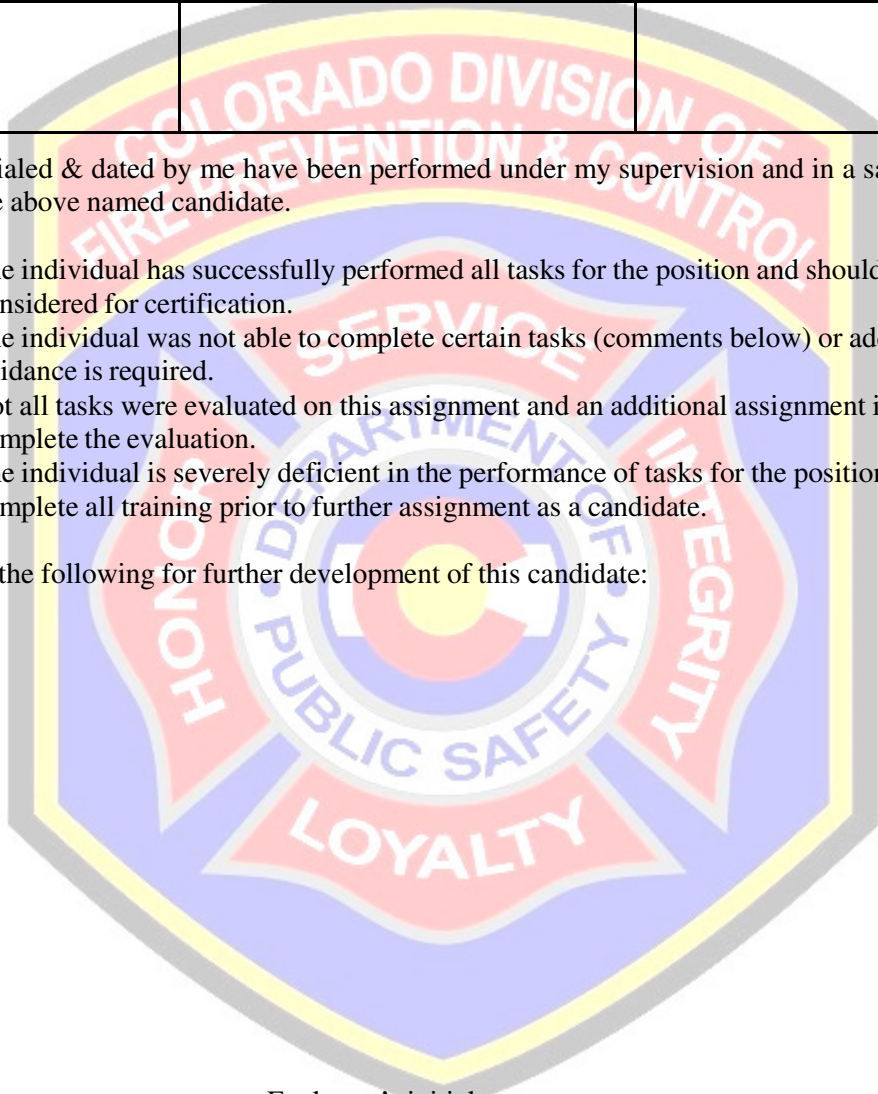 COLORADO DIVISION OF
FIRE PREVENTION & CONTROL
ialed & dated by me have been performed under my supervision and in a sa
e above named candidate.
e individual has successfully performed all tasks for the position and should
nsidered for certification.
e individual was not able to complete certain tasks (comments below) or add
idance is required.
t all tasks were evaluated on this assignment and an additional assignment i
mplete the evaluation.
e individual is severely deficient in the performance of tasks for the position
mplete all training prior to further assignment as a candidate.
the following for further development of this candidate:
SERVICE
HONOR
INTEGRITY
LOYALTY
DEPARTMENT OF
PUBLIC SAFETY